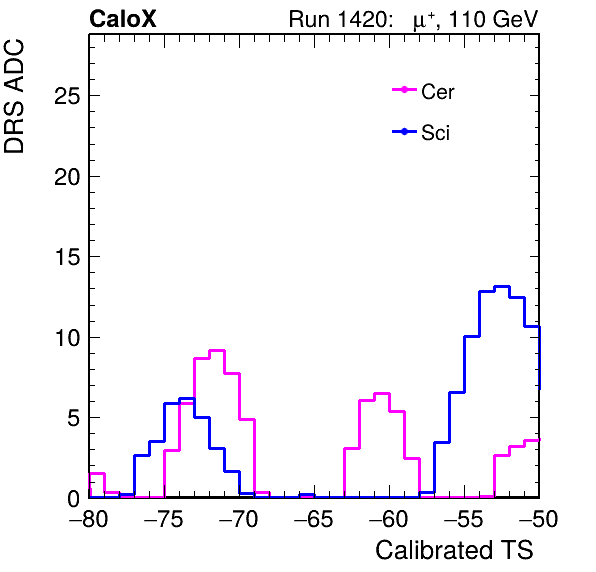 CaloX Run 1420: μ⁺, 110 GeV
DRS ADC
Cer
Sci
25
20
15
10
5
0
−80 −75 −70 −65 −60 −55 −50
Calibrated TS